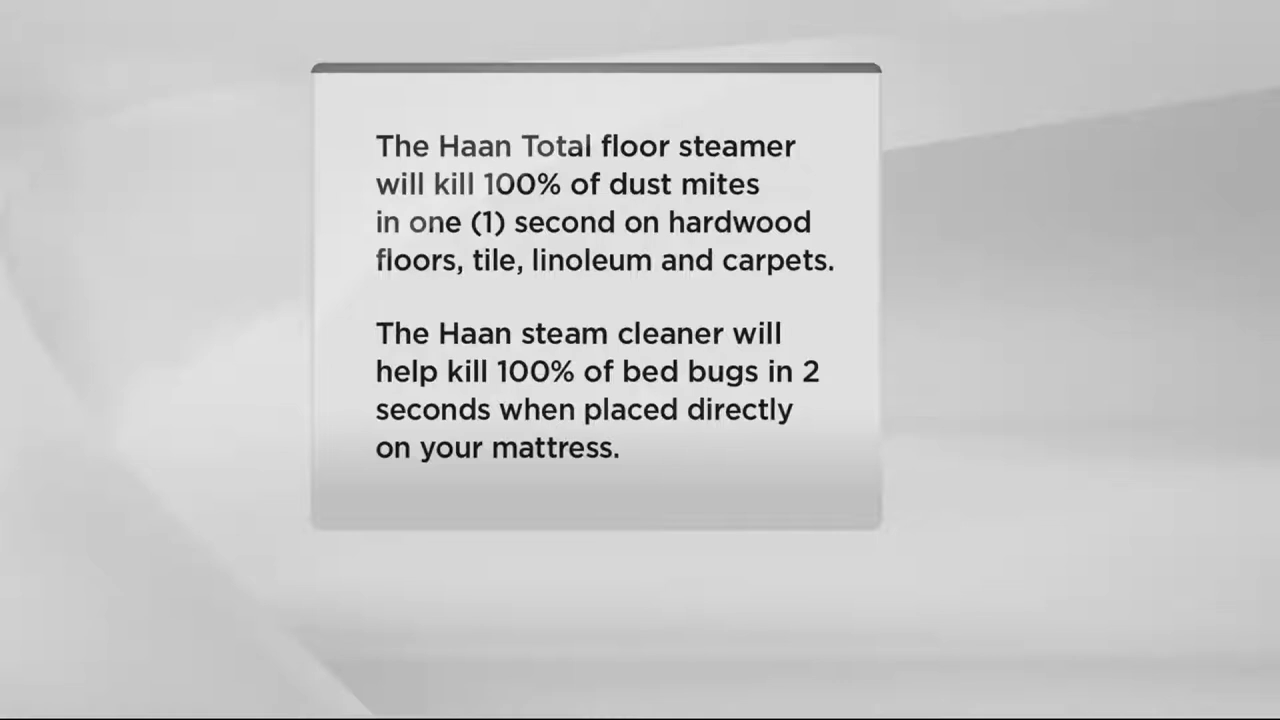 The Haan Total floor steamer
will kill 100% of dust mites
in one (1) second on hardwood
floors, tile, linoleum and carpets.
The Haan steam cleaner will
help kill 100% of bed bugs in 2
seconds when placed directly
on your mattress.